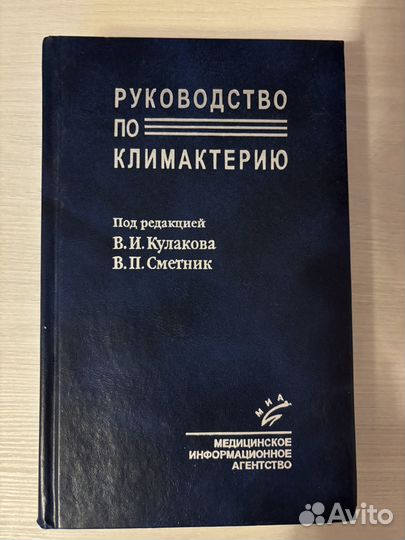 РУКОВОДСТВО
ПО
КЛИМАКТЕРИЮ
Под редакцией
В.И.Кулакова
В.П.Сметник
МИА
МЕДИЦИНСКОЕ
ИНФОРМАЦИОННОЕ
АГЕНТСТВО
Avito